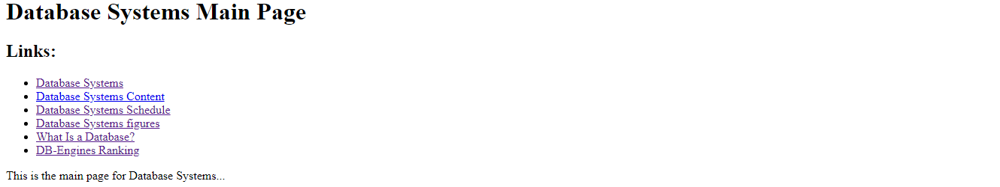 Database Systems Main Page
Links:
Database Systems
Database Systems Content
Database Systems Schedule
Database Systems figures
What Is a Database?
DB-Engines Ranking
This is the main page for Database Systems...